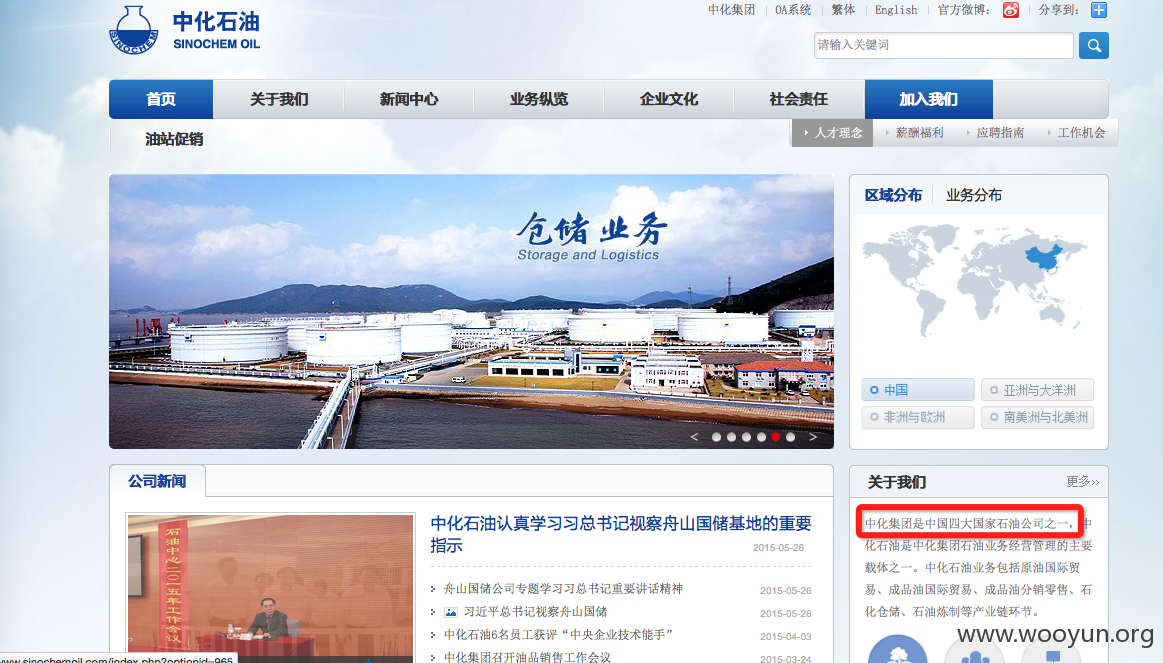 中化石油
SINOCHEM OIL
SINOCHEM
中化集团 OA系统 繁体 English 官方微博： 分享到：
请输入关键词
首页 关于我们 新闻中心 业务纵览 企业文化 社会责任 加入我们
油站促销
人才理念 薪酬福利 应聘指南 工作机会
仓储业务
Storage and Logistics
区域分布 业务分布
中国 亚洲与大洋洲
非洲与欧洲 南美洲与北美洲
公司新闻
石油中心二〇一五年工作会议
中化石油认真学习习总书记视察舟山国储基地的重要
指示
2015-05-26
舟山国储公司专题学习习总书记重要讲话精神 2015-05-26
习近平总书记视察舟山国储 2015-05-26
中化石油6名员工获评“中央企业技术能手” 2015-04-03
中化集团召开油品销售工作会议 2015-03-24
关于我们 更多>>
中化集团是中国四大国家石油公司之一，中
化石油是中化集团石油业务经营管理的主要
载体之一。中化石油业务包括原油国际贸
易、成品油国际贸易、成品油分销零售、石
化仓储、石油炼制等产业链环节。
www.wooyun.org
www.sinochemoil.com/index.php?optionid=965